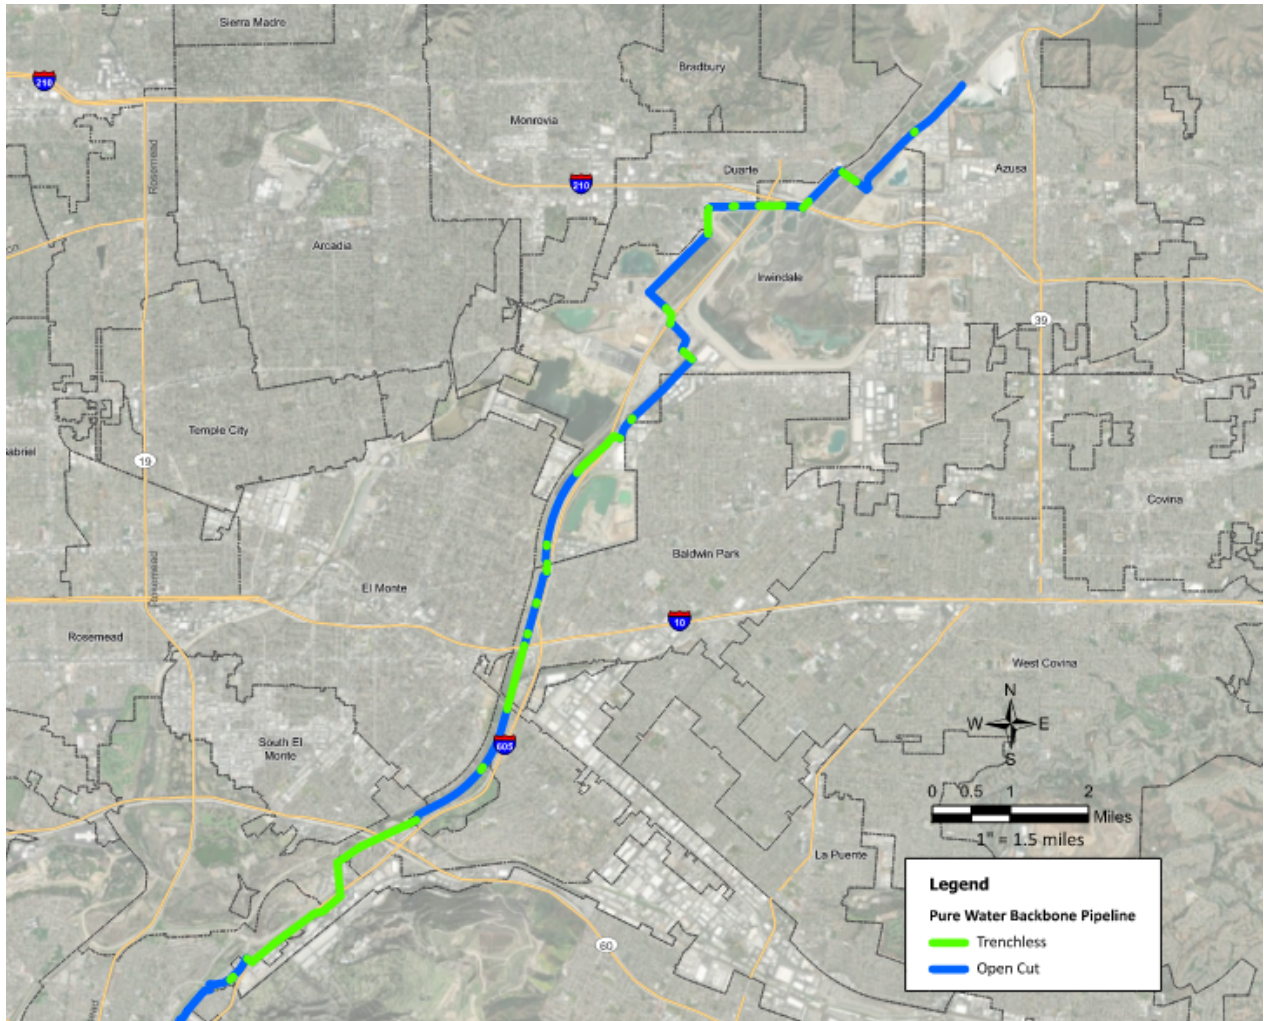 Sierra Madre
210
Bradbury
Monrovia
Rosemead
Duarte
Azusa
210
Arcadia
Irwindale
39
Temple City
19
Covina
Baldwin Park
El Monte
Rosemead
10
Rosemead
West Covina
N
W
E
S
South El
Monte
605
0 0.5 1 2
Miles
1" = 1.5 miles
La Puente
Legend
Pure Water Backbone Pipeline
Trenchless
Open Cut
60